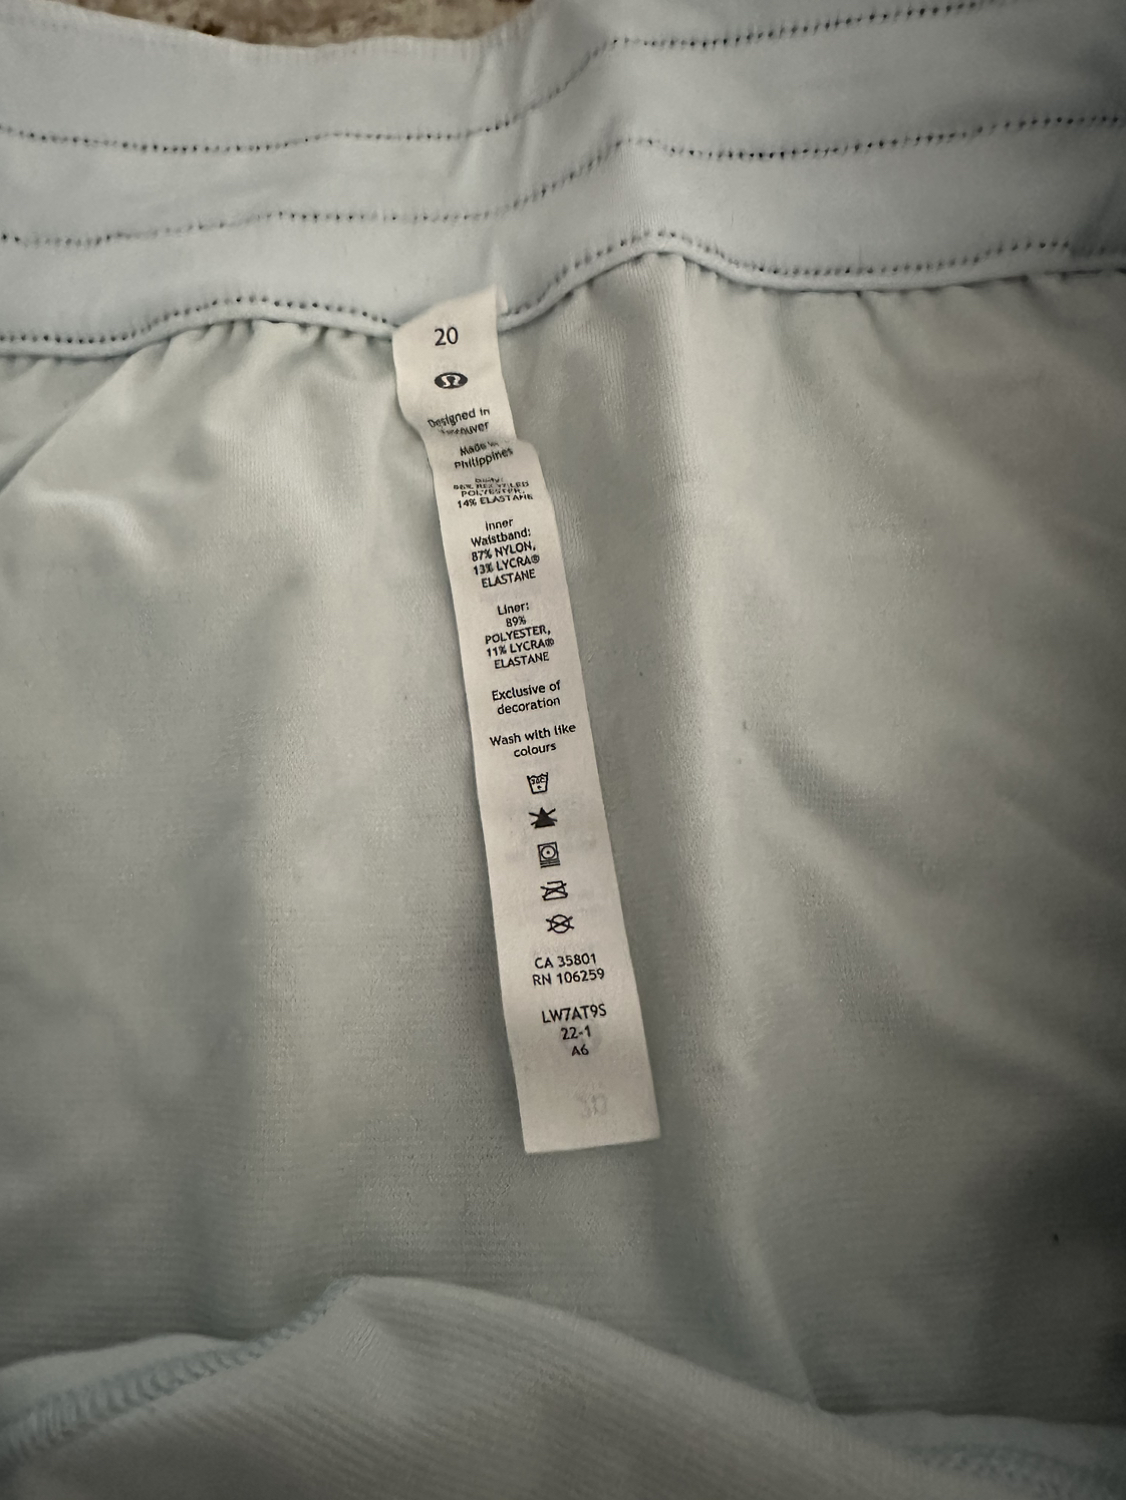 20
Designed in
Made in
Philippines
POLYESTER,
14% ELASTANE
Inner
Waistband:
87% NYLON,
13% LYCRA®
ELASTANE
Liner:
89%
POLYESTER,
11% LYCRA®
ELASTANE
Exclusive of
decoration
Wash with like
colours
30C
CA 35801
RN 106259
LW7AT9S
22-1
A6